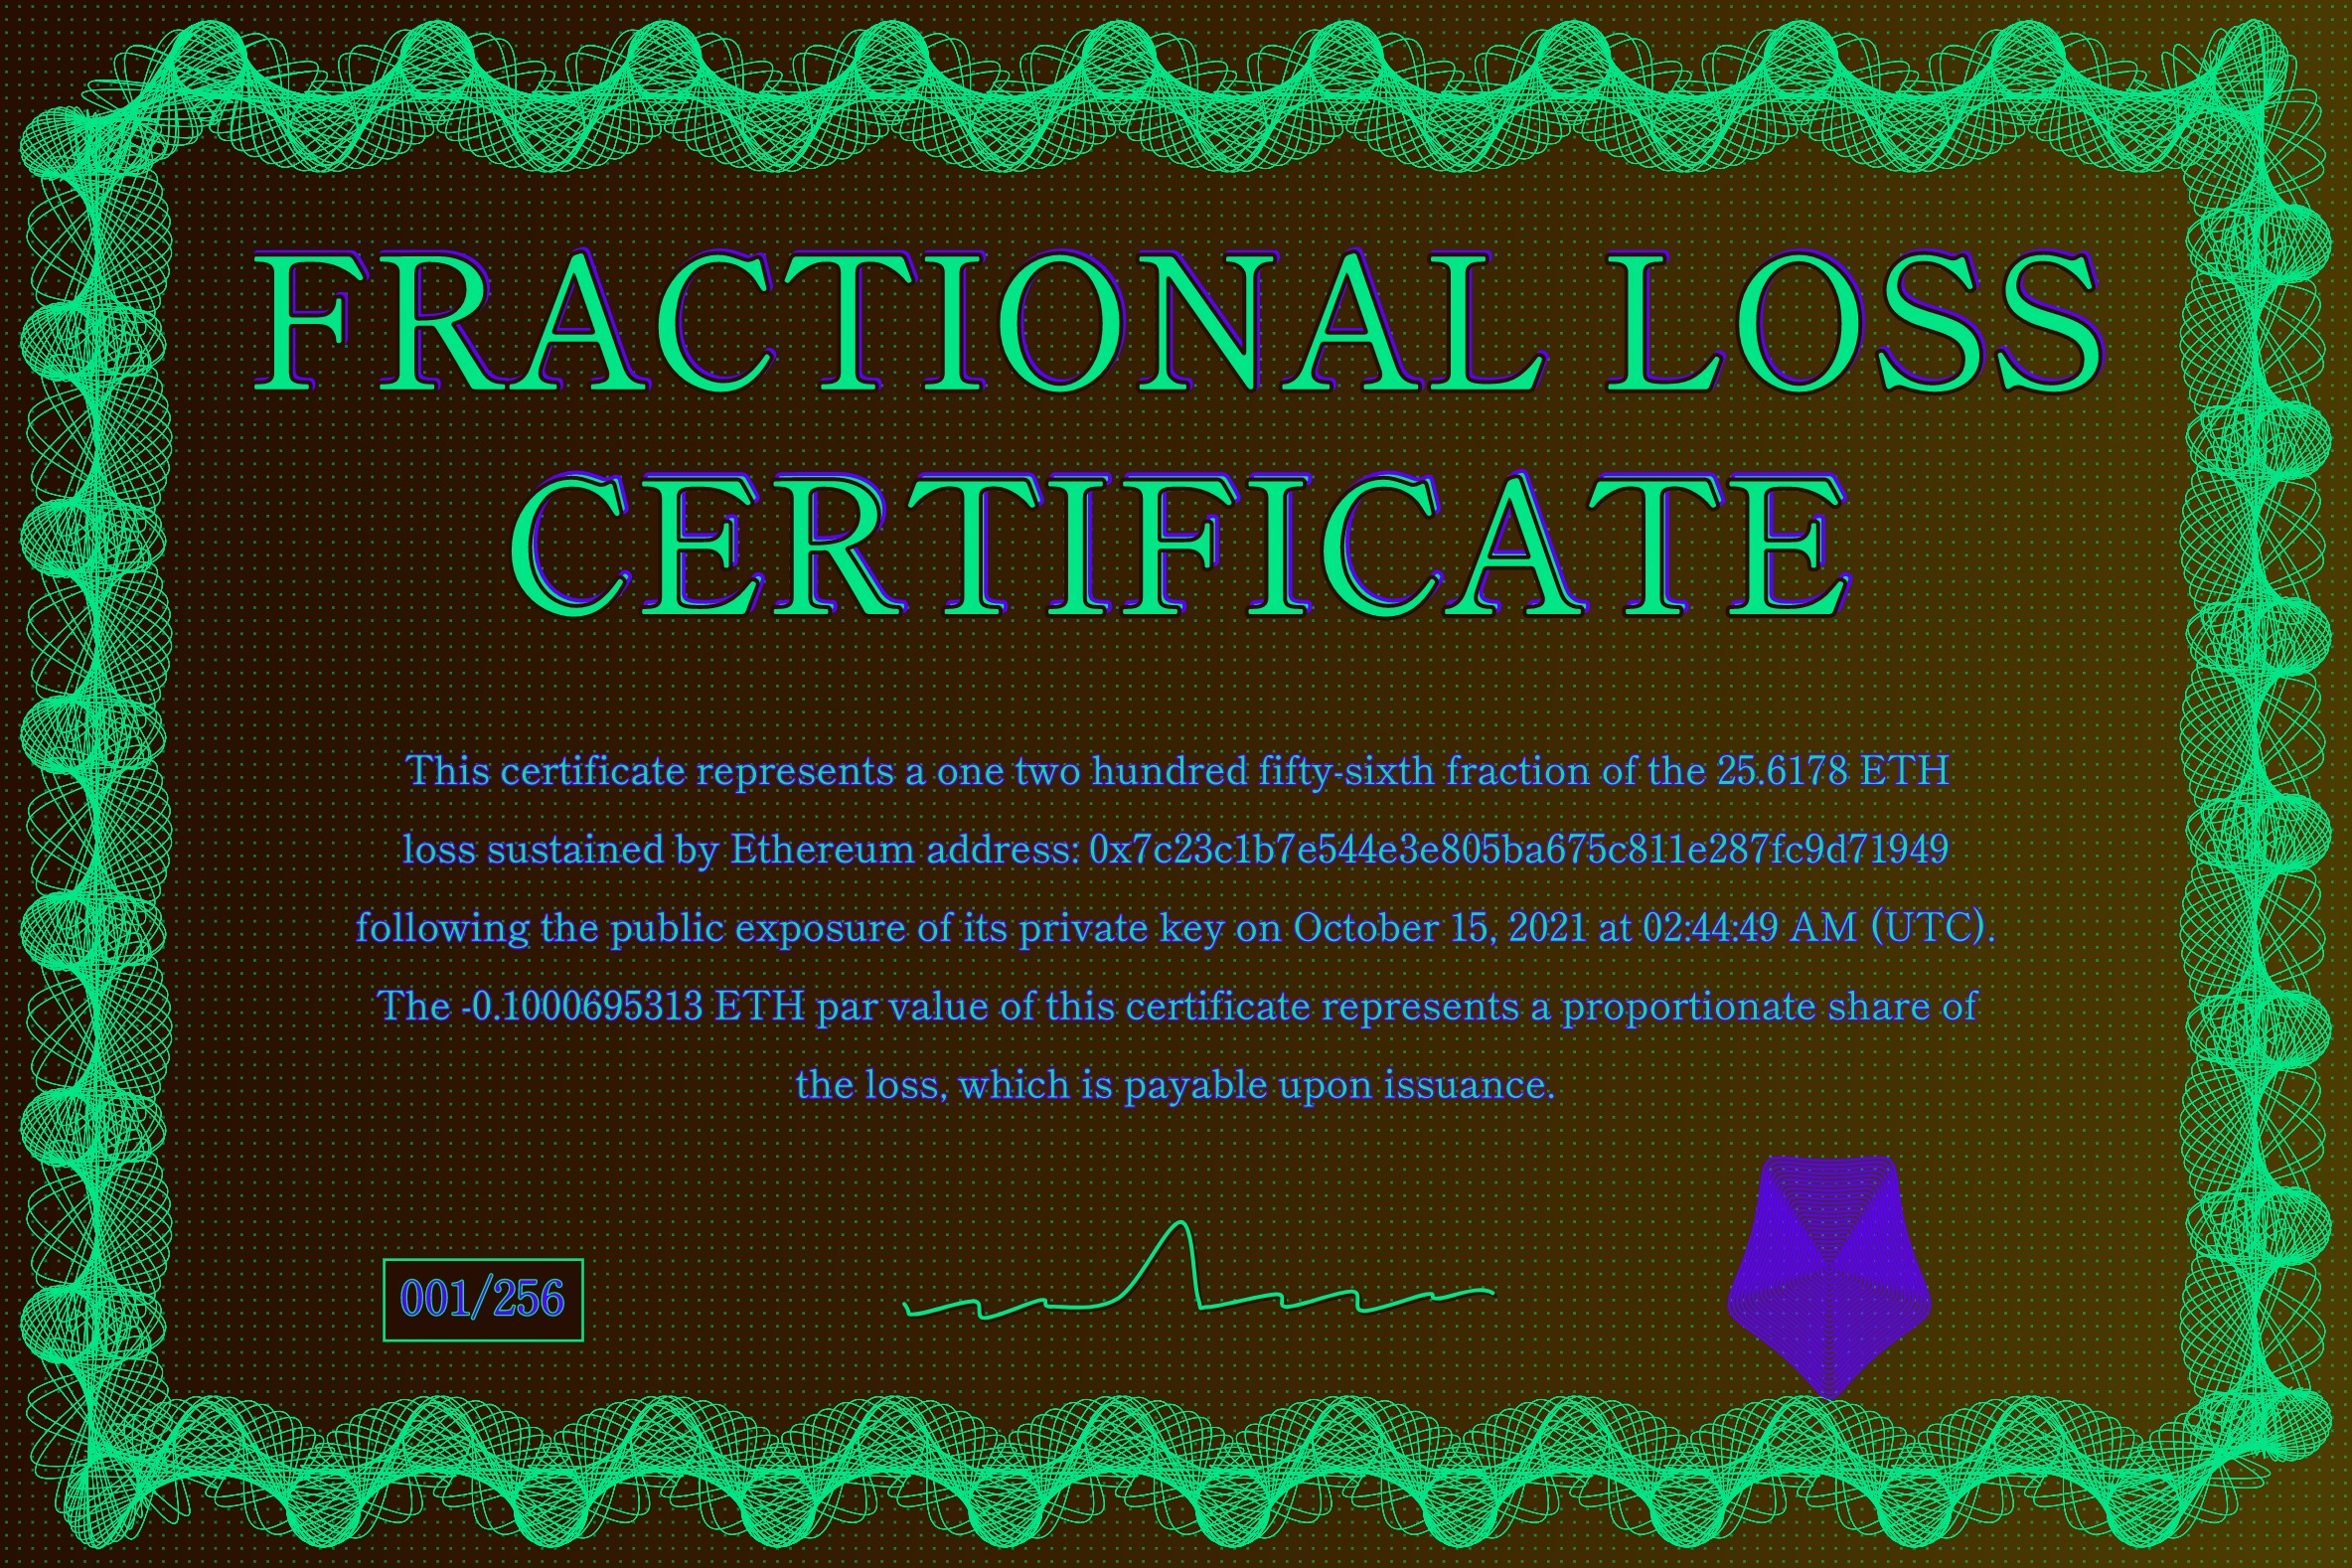 FRACTIONAL LOSS
CERTIFICATE
This certificate represents a one two hundred fifty-sixth fraction of the 25.6178 ETH
loss sustained by Ethereum address: 0x7c23c1b7e544e3e805ba675c811e287fc9d71949
following the public exposure of its private key on October 15, 2021 at 02:44:49 AM (UTC).
The -0.1000695313 ETH par value of this certificate represents a proportionate share of
the loss, which is payable upon issuance.
001/256